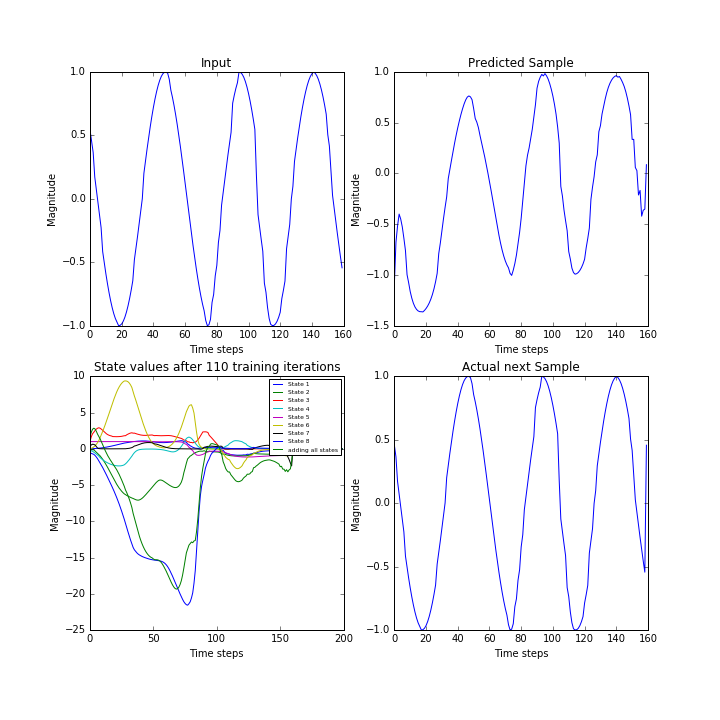 Input
Magnitude
1.0
0.5
0.0
−0.5
−1.0
0 20 40 60 80 100 120 140 160
Time steps
Predicted Sample
Magnitude
1.0
0.5
0.0
−0.5
−1.0
−1.5
0 20 40 60 80 100 120 140 160
Time steps
State values after 110 training iterations
Magnitude
10
5
0
−5
−10
−15
−20
−25
0 50 100 150 200
Time steps
State 1
State 2
State 3
State 4
State 5
State 6
State 7
State 8
adding all states
Actual next Sample
Magnitude
1.0
0.5
0.0
−0.5
−1.0
0 20 40 60 80 100 120 140 160
Time steps